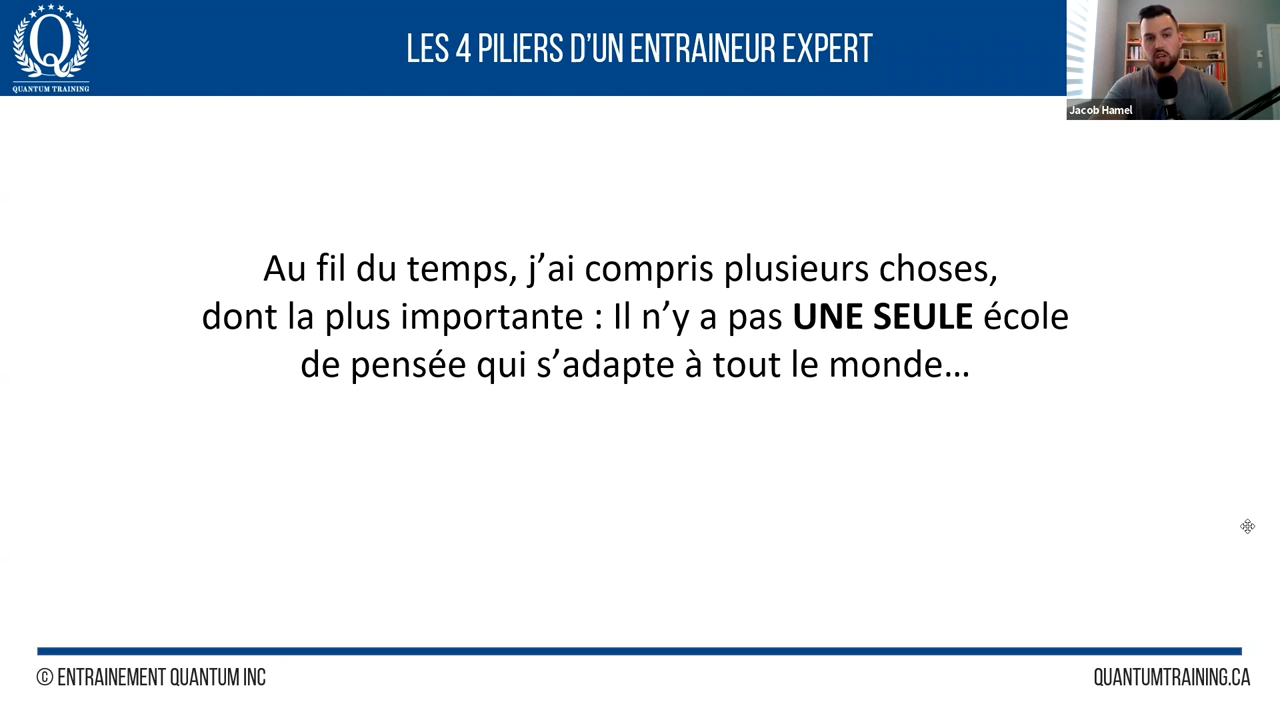 Q
QUANTUM TRAINING
LES 4 PILIERS D’UN ENTRAINEUR EXPERT
Jacob Hamel
Au fil du temps, j’ai compris plusieurs choses,
dont la plus importante : Il n’y a pas UNE SEULE école
de pensée qui s’adapte à tout le monde…
© ENTRAINEMENT QUANTUM INC
QUANTUMTRAINING.CA